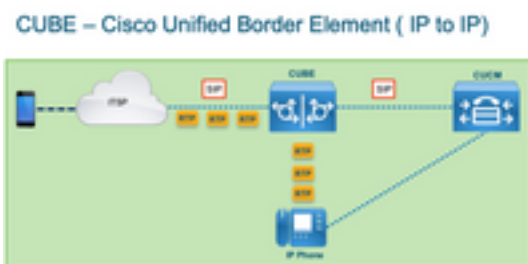 CUBE – Cisco Unified Border Element ( IP to IP)
CUBE
CUCM
SIP
SIP
ITSP
RTP
RTP
RTP
RTP
RTP
RTP
IP Phone